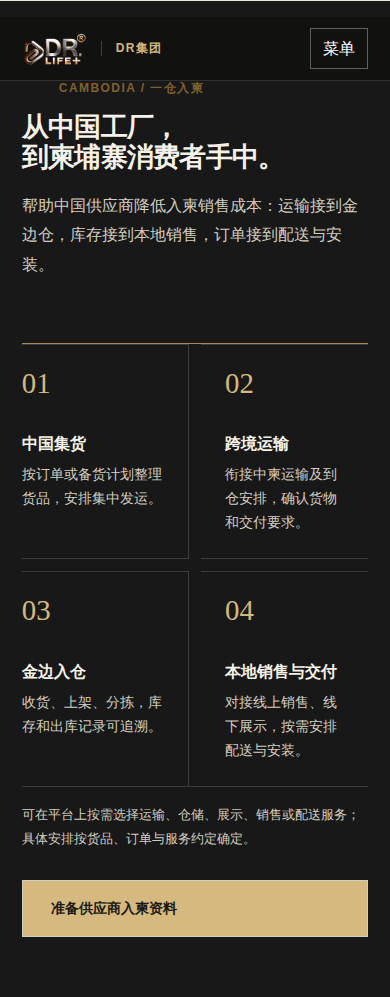 DR.®
LIFE+
DR集团
菜单
CAMBODIA / 一仓入柬
从中国工厂，
到柬埔寨消费者手中。
帮助中国供应商降低入柬销售成本：运输接到金
边仓，库存接到本地销售，订单接到配送与安
装。
01
中国集货
按订单或备货计划整理
货品，安排集中发运。
02
跨境运输
衔接中柬运输及到
仓安排，确认货物
和交付要求。
03
金边入仓
收货、上架、分拣，库
存和出库记录可追溯。
04
本地销售与交付
对接线上销售、线
下展示，按需安排
配送与安装。
可在平台上按需选择运输、仓储、展示、销售或配送服务；
具体安排按货品、订单与服务约定确定。
准备供应商入柬资料